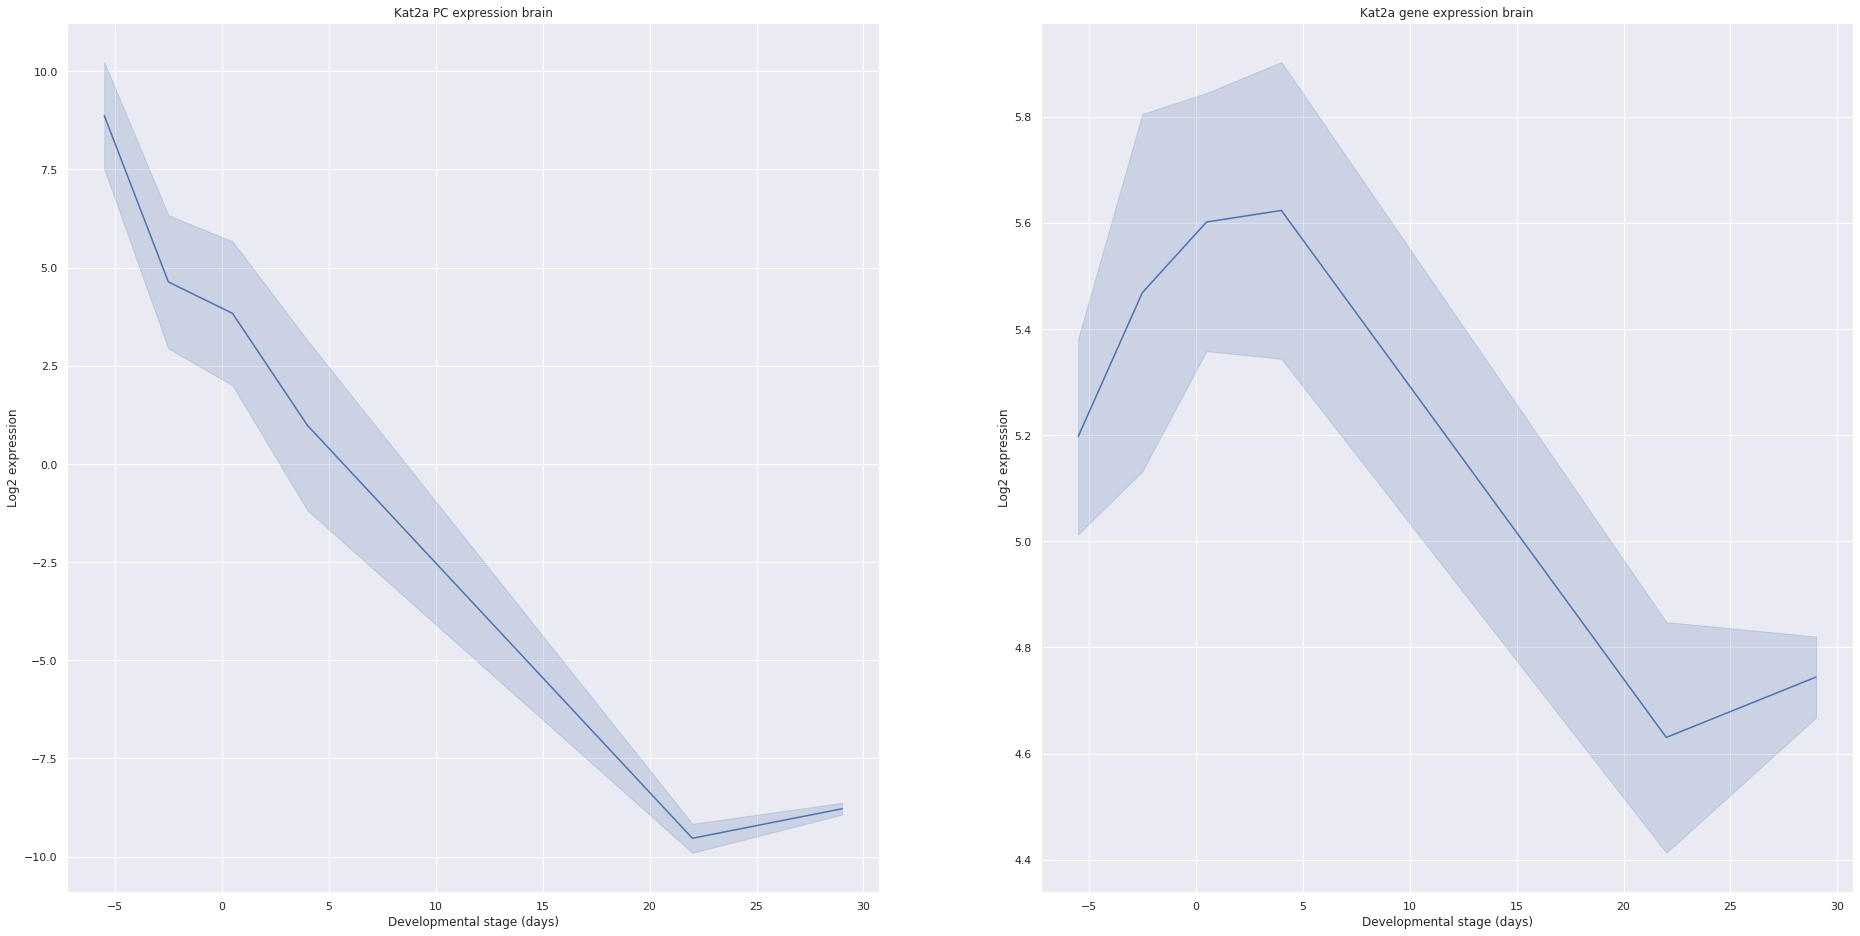 Kat2a PC expression brain
Log2 expression
10.0
7.5
5.0
2.5
0.0
−2.5
−5.0
−7.5
−10.0
−5 0 5 10 15 20 25 30
Developmental stage (days)
Kat2a gene expression brain
Log2 expression
5.8
5.6
5.4
5.2
5.0
4.8
4.6
4.4
−5 0 5 10 15 20 25 30
Developmental stage (days)